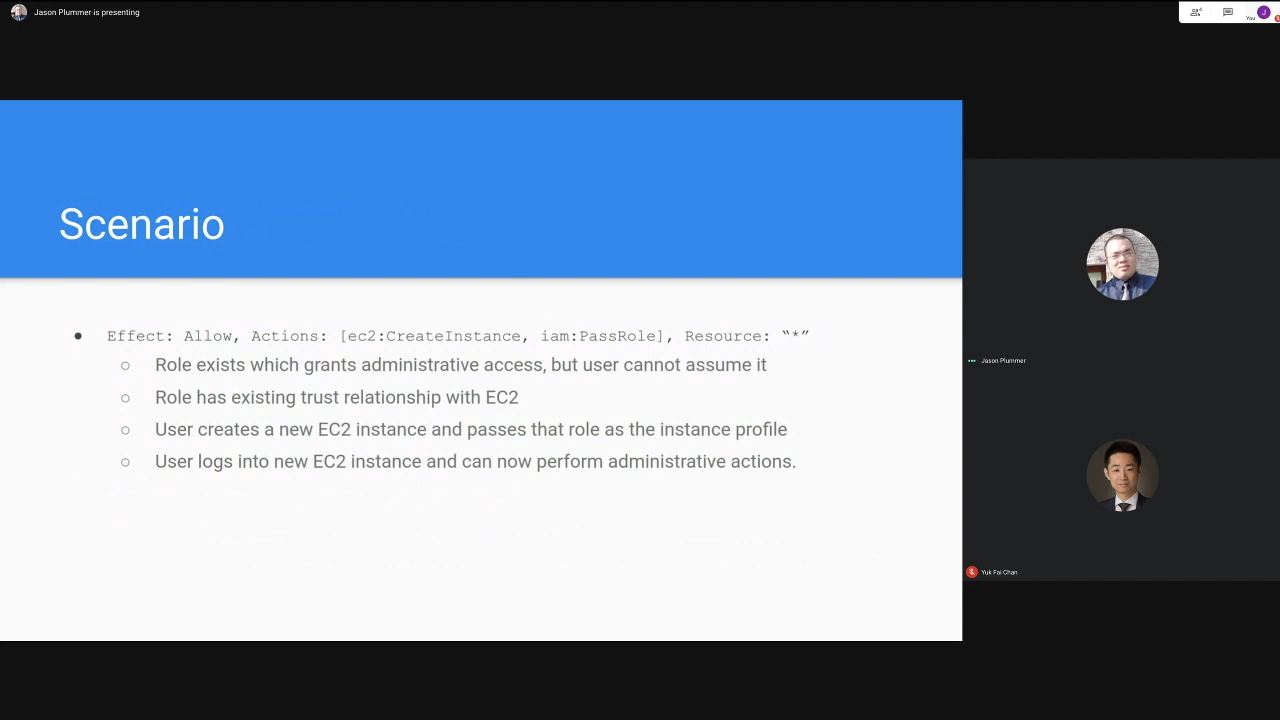 Jason Plummer is presenting
4
You
J
Scenario
● Effect: Allow, Actions: [ec2:CreateInstance, iam:PassRole], Resource: “*”
○ Role exists which grants administrative access, but user cannot assume it
○ Role has existing trust relationship with EC2
○ User creates a new EC2 instance and passes that role as the instance profile
○ User logs into new EC2 instance and can now perform administrative actions.
Jason Plummer
Yuk Fai Chan